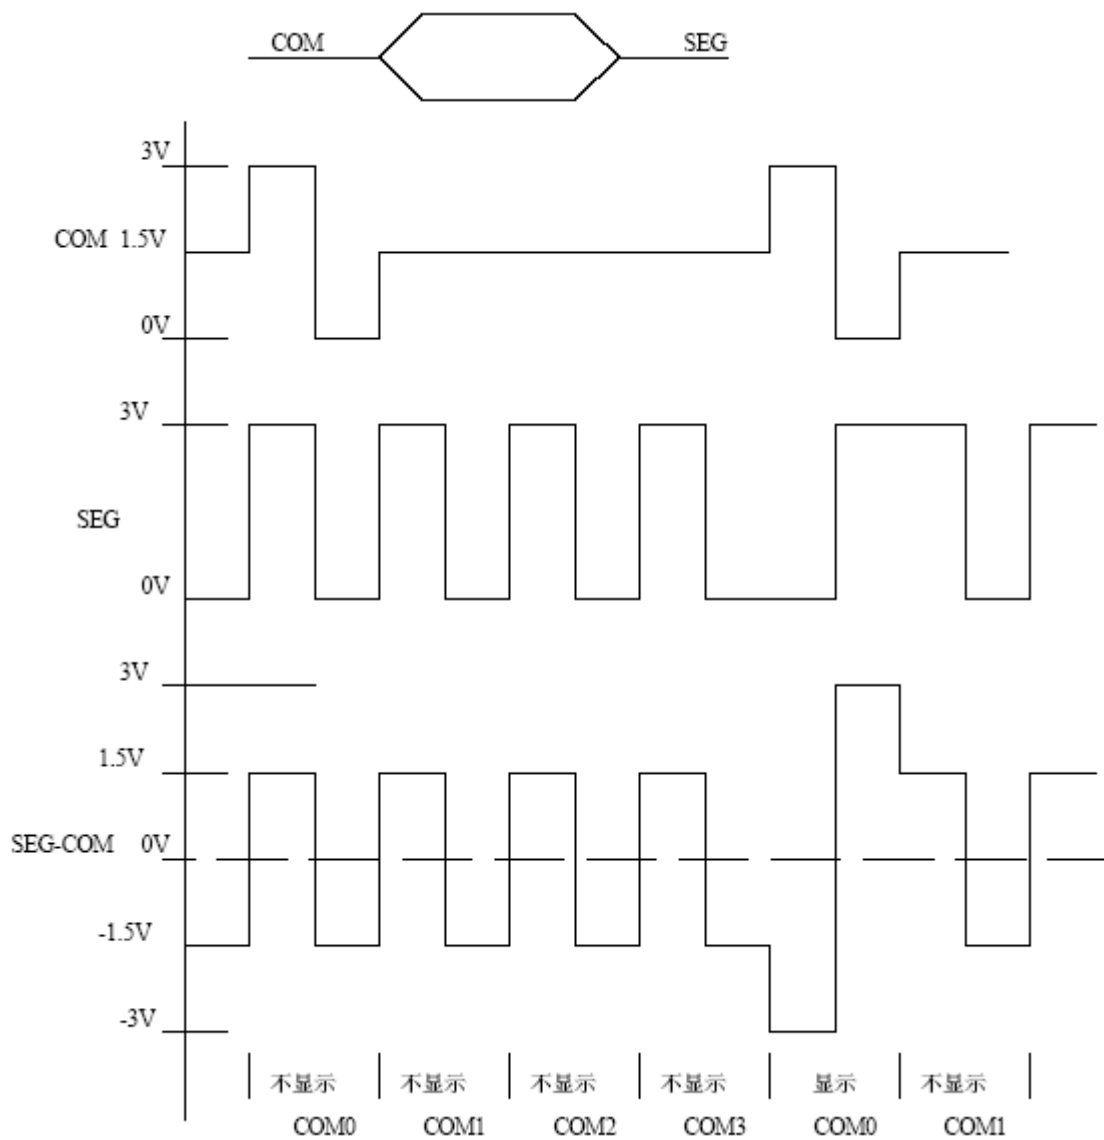 COM SEG
3V
COM 1.5V
0V
3V
SEG
0V
3V
1.5V
SEG-COM 0V
-1.5V
-3V
不显示 不显示 不显示 不显示 显示 不显示
COM0 COM1 COM2 COM3 COM0 COM1